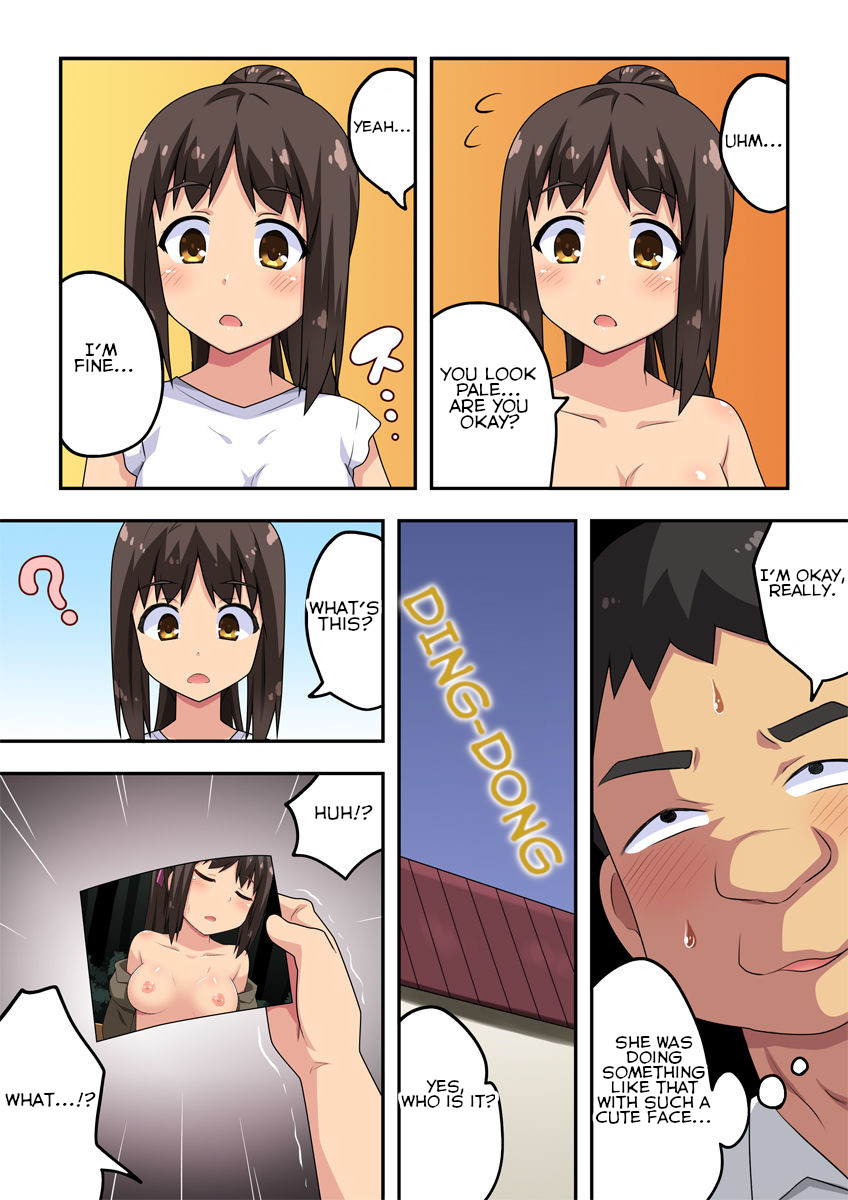 UHM...
YOU LOOK
PALE...
ARE YOU
OKAY?
YEAH...
I'M
FINE...
I'M OKAY,
REALLY.
SHE WAS
DOING
SOMETHING
LIKE THAT
WITH SUCH A
CUTE FACE...
DING-DONG
YES,
WHO IS IT?
WHAT'S
THIS?
?
HUH!?
WHAT...!?